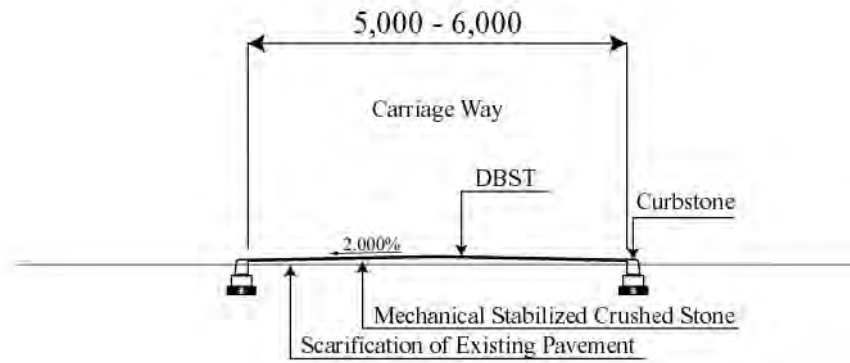 5,000 - 6,000
Carriage Way
DBST
Curbstone
2.000%
Mechanical Stabilized Crushed Stone
Scarification of Existing Pavement